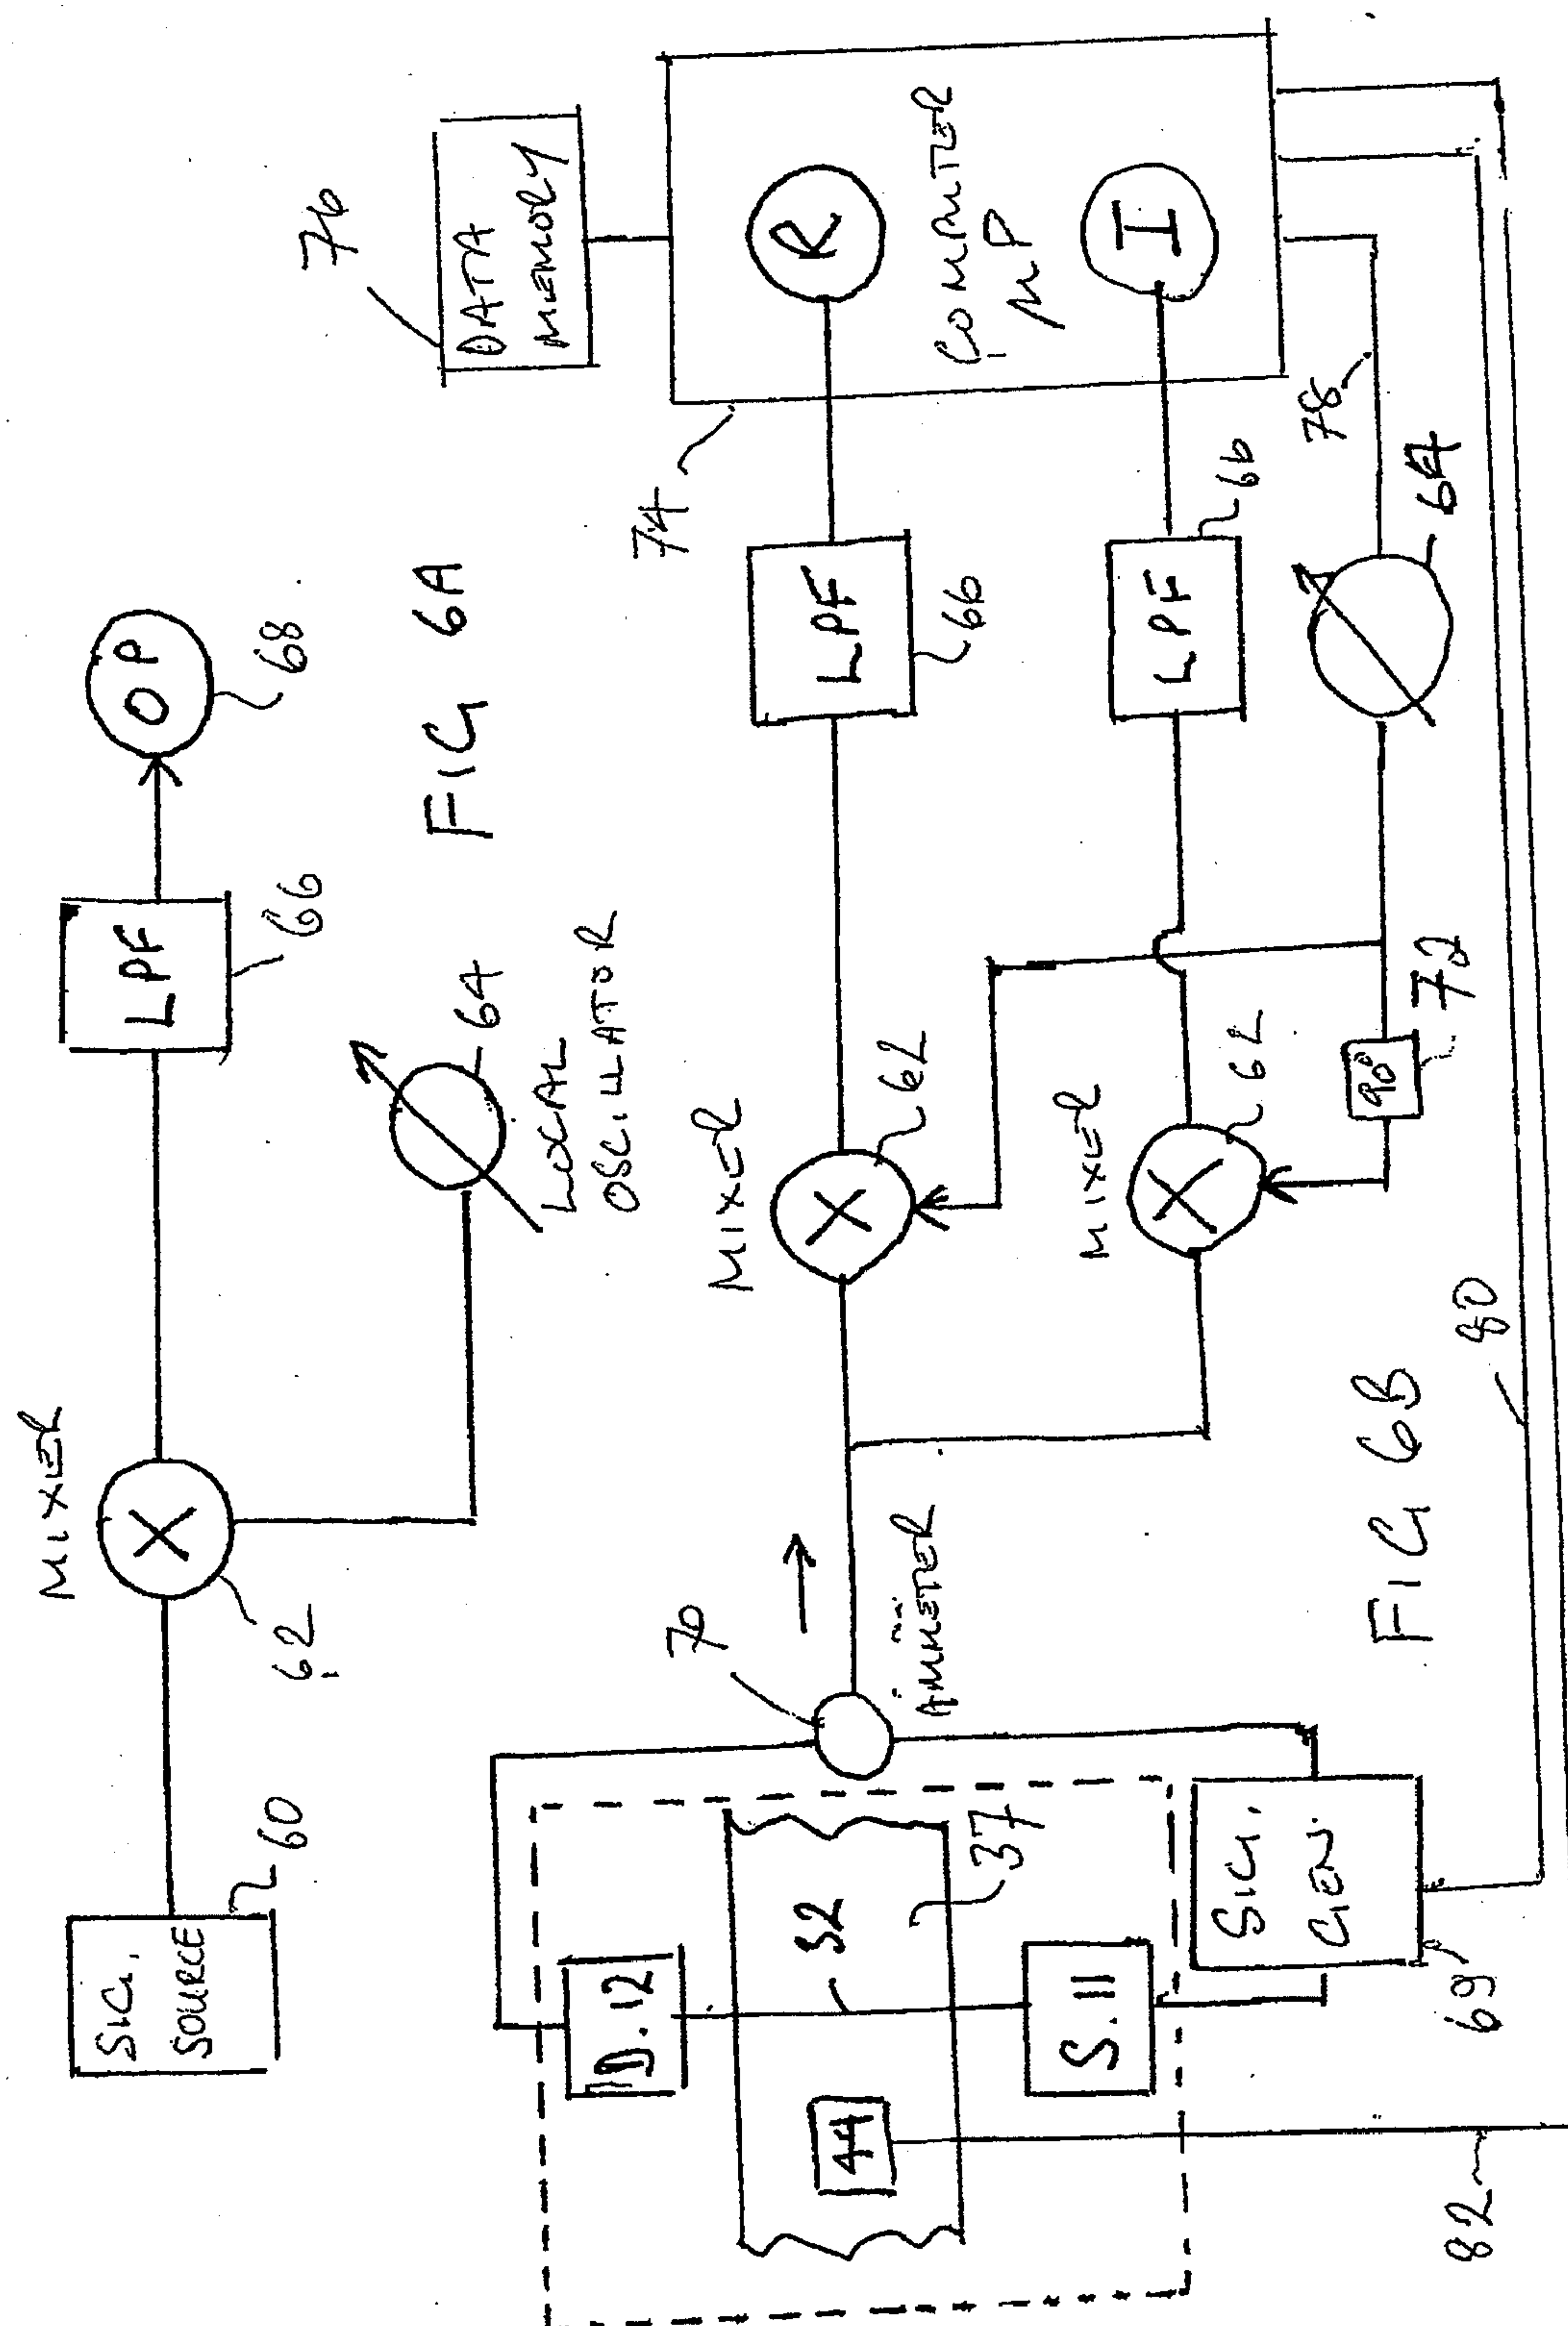 MIXER
SIG.
SOURCE
60
62
LPF
66
OP
68
64
LOCAL
OSCILLATOR
FIG 6A
76
DATA
MEMORY
74
70
AMMETER
MIXER
X
62
LPF
66
R
COMPUTER
μP
I
MIXER
X
62
LPF
66
D.12
32
37
44
S.11
SIG.
GEN.
69
90°
72
64
78
80
82
FIG 6B